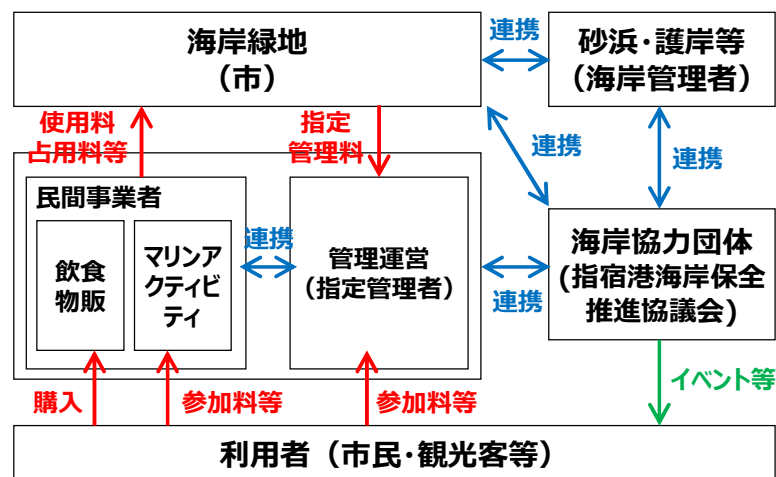 海岸緑地
（市）
連携
砂浜・護岸等
（海岸管理者）
使用料
占用料等
指定
管理料
連携
連携
民間事業者
飲食
物販
マリンア
クティビ
ティ
連携
管理運営
（指定管理者）
連携
海岸協力団体
(指宿港海岸保全
推進協議会)
購入
参加料等
参加料等
イベント等
利用者（市民・観光客等）